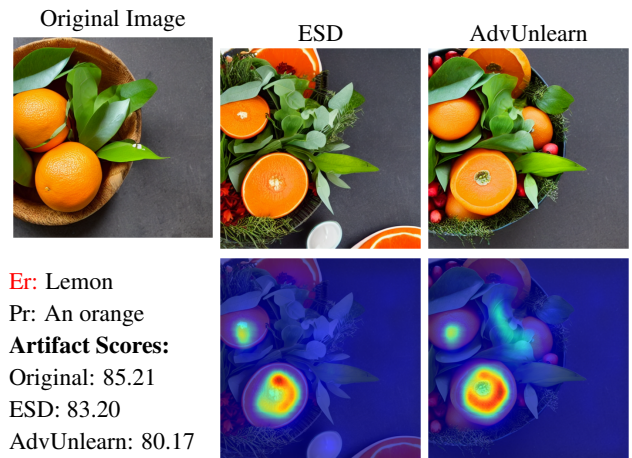 Original Image
ESD
AdvUnlearn
Er: Lemon
Pr: An orange
Artifact Scores:
Original: 85.21
ESD: 83.20
AdvUnlearn: 80.17